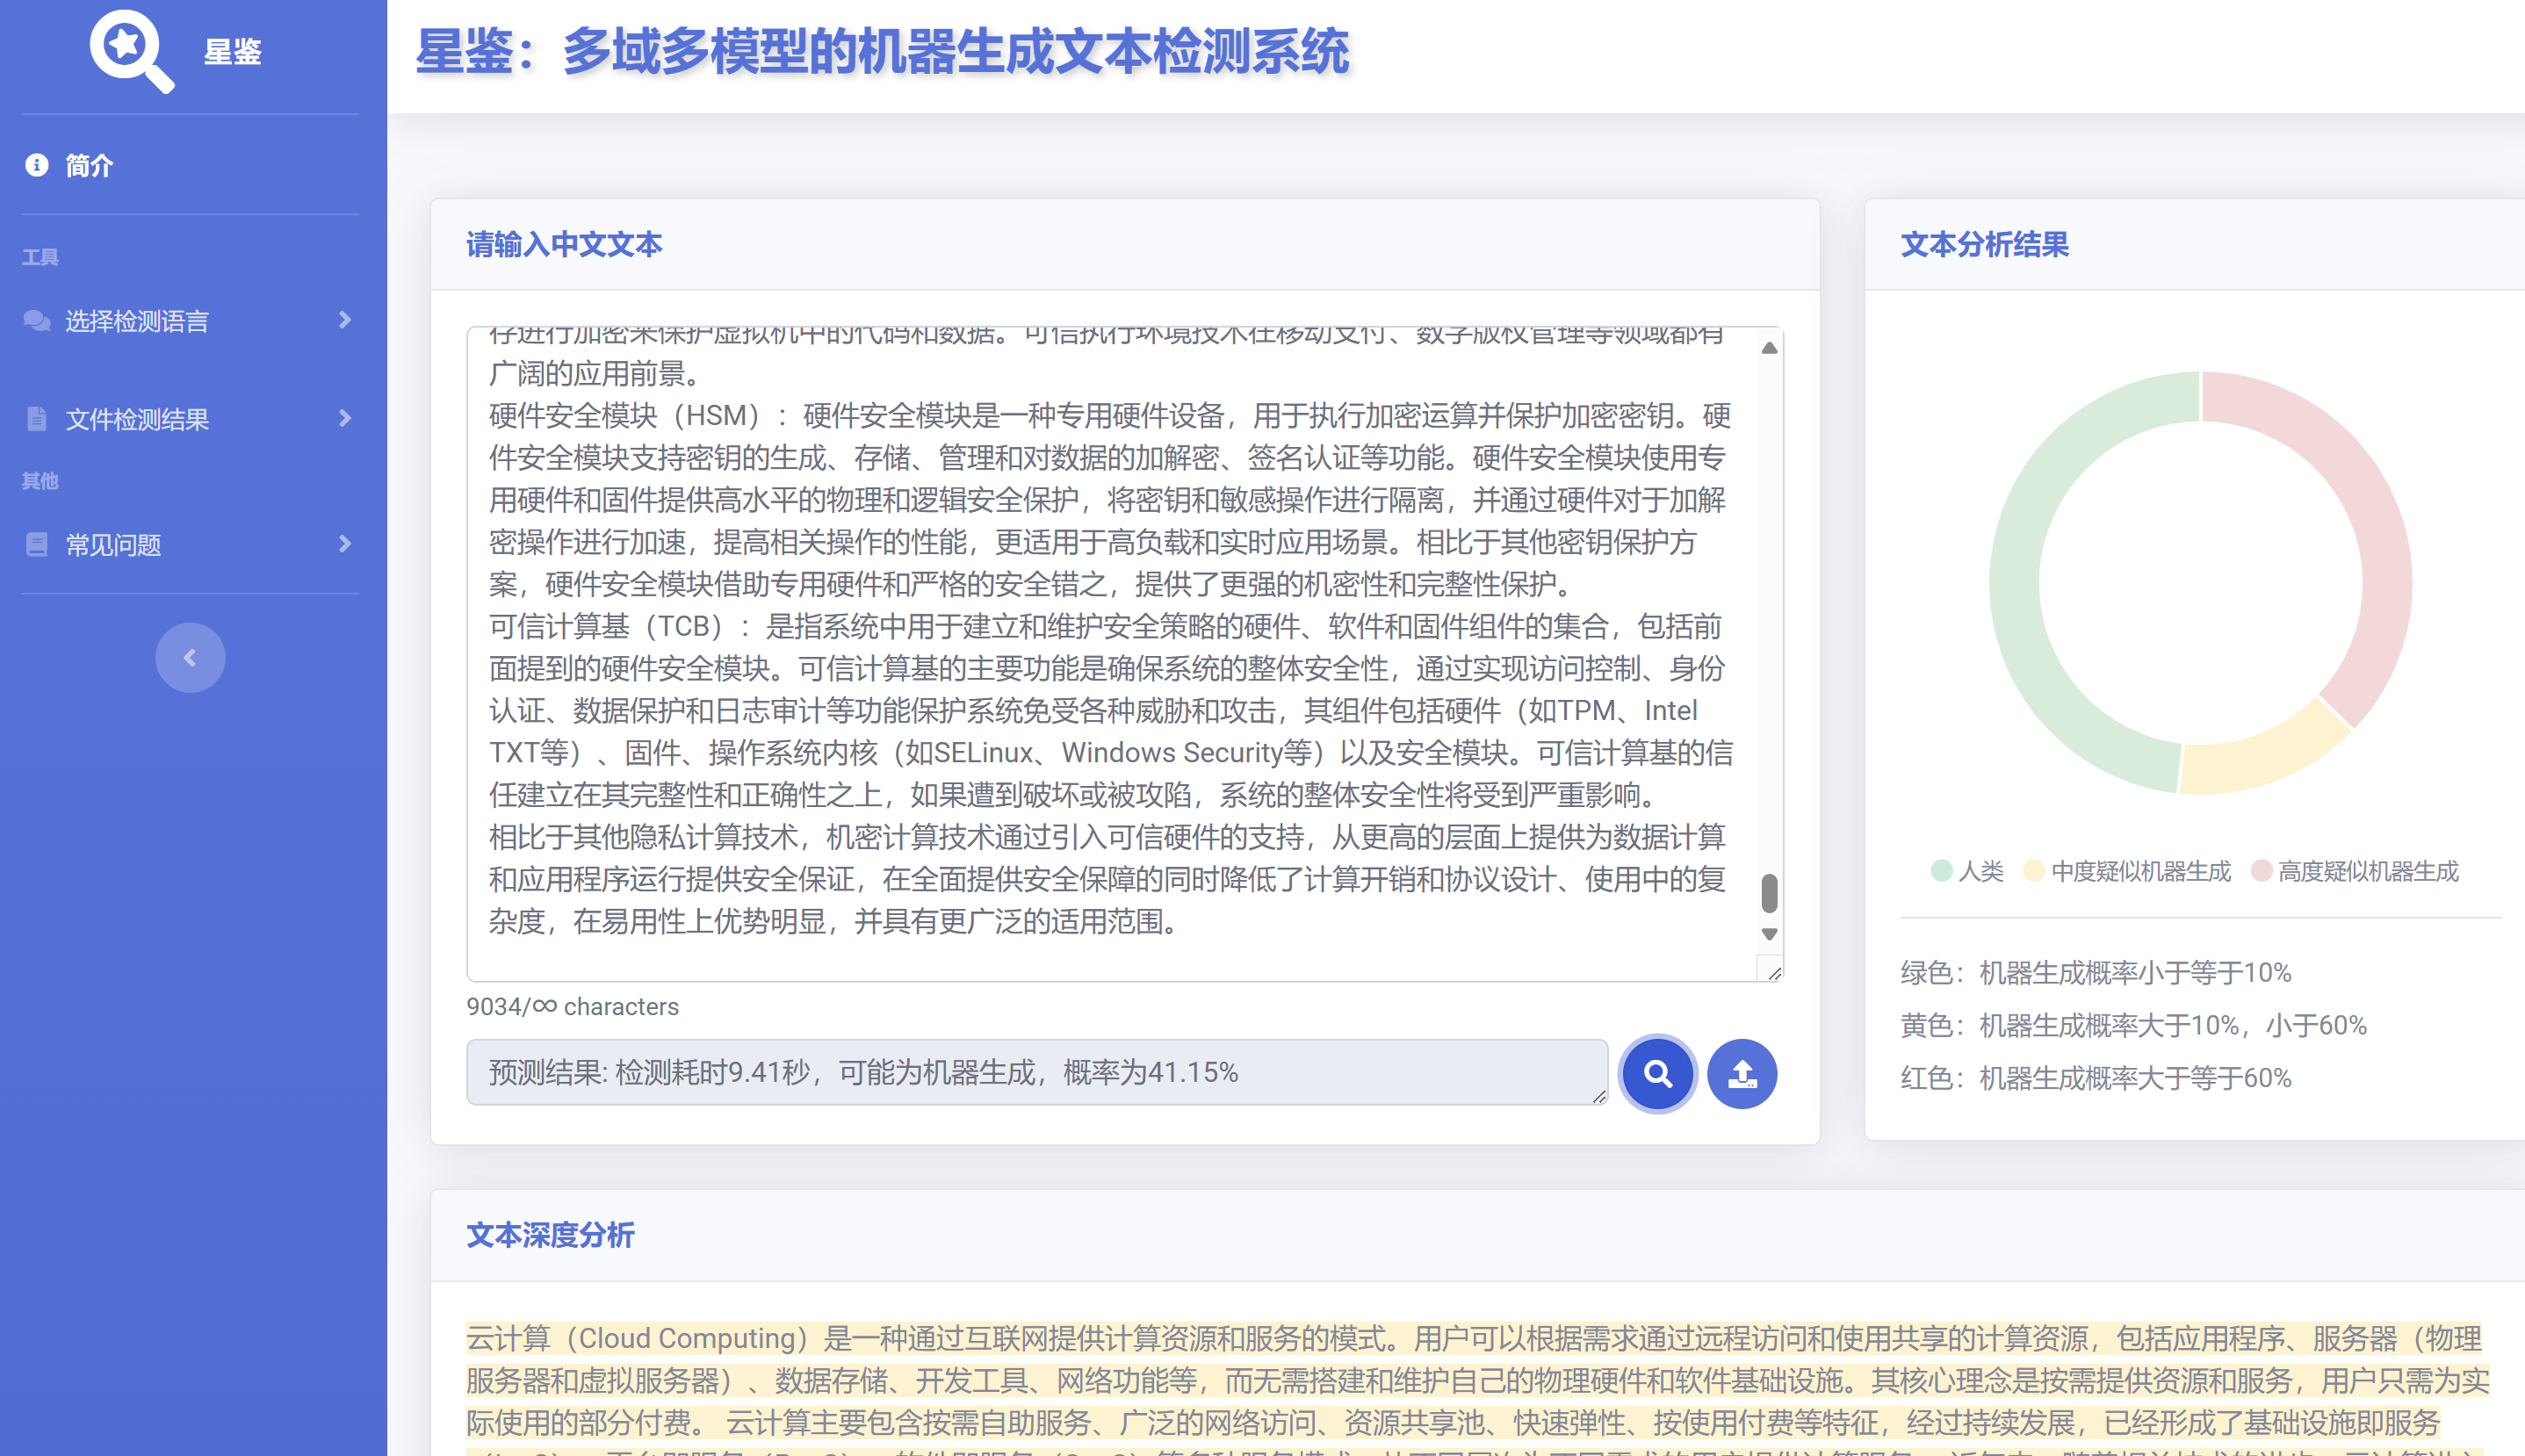 星鉴
简介
工具
选择检测语言
文件检测结果
其他
常见问题
星鉴：多域多模型的机器生成文本检测系统
请输入中文文本
存进行加密来保护虚拟机中的代码和数据。可信执行环境技术在移动支付、数字版权管理等领域都有
广阔的应用前景。
硬件安全模块（HSM）：硬件安全模块是一种专用硬件设备，用于执行加密运算并保护加密密钥。硬
件安全模块支持密钥的生成、存储、管理和对数据的加解密、签名认证等功能。硬件安全模块使用专
用硬件和固件提供高水平的物理和逻辑安全保护，将密钥和敏感操作进行隔离，并通过硬件对于加解
密操作进行加速，提高相关操作的性能，更适用于高负载和实时应用场景。相比于其他密钥保护方
案，硬件安全模块借助专用硬件和严格的安全错之，提供了更强的机密性和完整性保护。
可信计算基（TCB）：是指系统中用于建立和维护安全策略的硬件、软件和固件组件的集合，包括前
面提到的硬件安全模块。可信计算基的主要功能是确保系统的整体安全性，通过实现访问控制、身份
认证、数据保护和日志审计等功能保护系统免受各种威胁和攻击，其组件包括硬件（如TPM、Intel
TXT等）、固件、操作系统内核（如SELinux、Windows Security等）以及安全模块。可信计算基的信
任建立在其完整性和正确性之上，如果遭到破坏或被攻陷，系统的整体安全性将受到严重影响。
相比于其他隐私计算技术，机密计算技术通过引入可信硬件的支持，从更高的层面上提供为数据计算
和应用程序运行提供安全保证，在全面提供安全保障的同时降低了计算开销和协议设计、使用中的复
杂度，在易用性上优势明显，并具有更广泛的适用范围。
9034/∞ characters
预测结果: 检测耗时9.41秒，可能为机器生成，概率为41.15%
文本分析结果
人类 中度疑似机器生成 高度疑似机器生成
绿色：机器生成概率小于等于10%
黄色：机器生成概率大于10%，小于60%
红色：机器生成概率大于等于60%
文本深度分析
云计算（Cloud Computing）是一种通过互联网提供计算资源和服务的模式。用户可以根据需求通过远程访问和使用共享的计算资源，包括应用程序、服务器（物理
服务器和虚拟服务器）、数据存储、开发工具、网络功能等，而无需搭建和维护自己的物理硬件和软件基础设施。其核心理念是按需提供资源和服务，用户只需为实
际使用的部分付费。 云计算主要包含按需自助服务、广泛的网络访问、资源共享池、快速弹性、按使用付费等特征，经过持续发展，已经形成了基础设施即服务